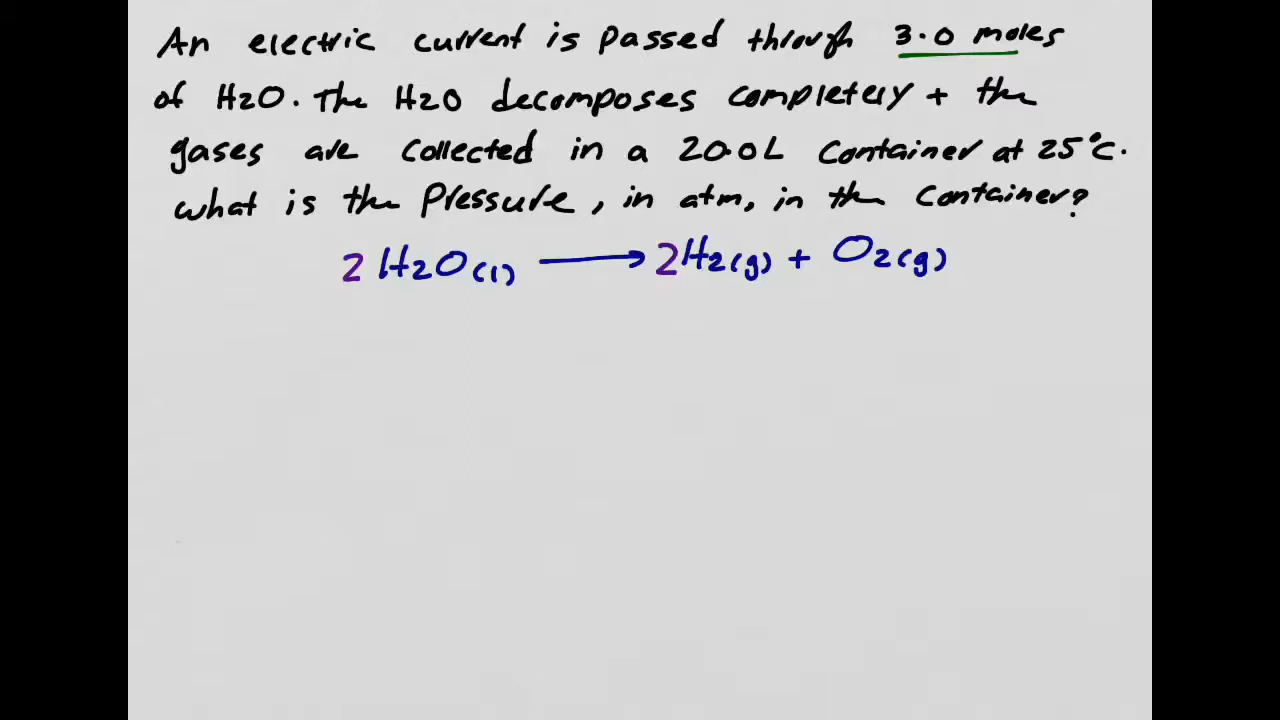 An electric current is passed through 3.0 moles
of H2O. The H2O decomposes completely + the
gases are collected in a 20.0L container at 25°C.
what is the Pressure, in atm, in the container?
2 H2O(l) → 2H2(g) + O2(g)